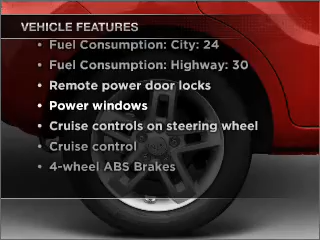 VEHICLE FEATURES
• Fuel Consumption: City: 24
• Fuel Consumption: Highway: 30
• Remote power door locks
• Power windows
• Cruise controls on steering wheel
• Cruise control
• 4-wheel ABS Brakes